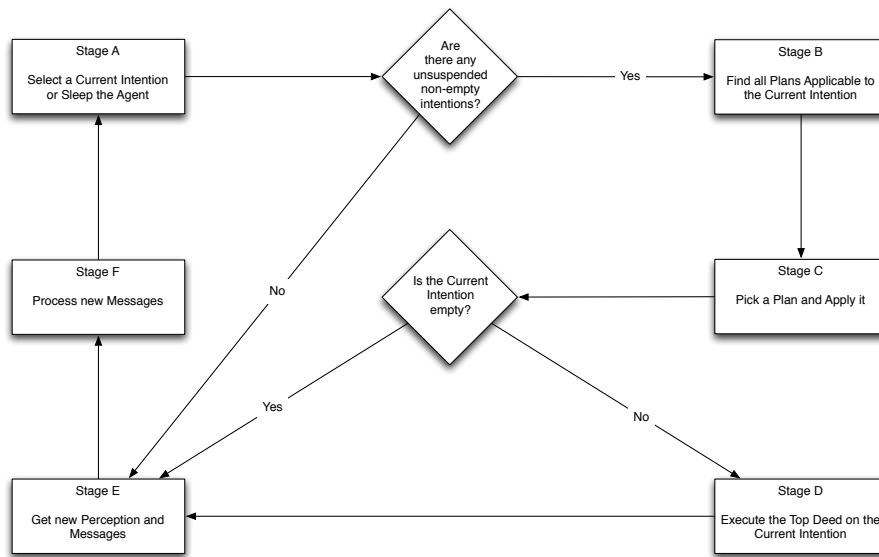 Stage A
Select a Current Intention
or Sleep the Agent
Are
there any
unsuspended
non-empty
intentions?
Yes
Stage B
Find all Plans Applicable to
the Current Intention
No
Stage F
Process new Messages
Is the Current
Intention
empty?
Stage C
Pick a Plan and Apply it
Yes
No
Stage E
Get new Perception and
Messages
Stage D
Execute the Top Deed on the
Current Intention